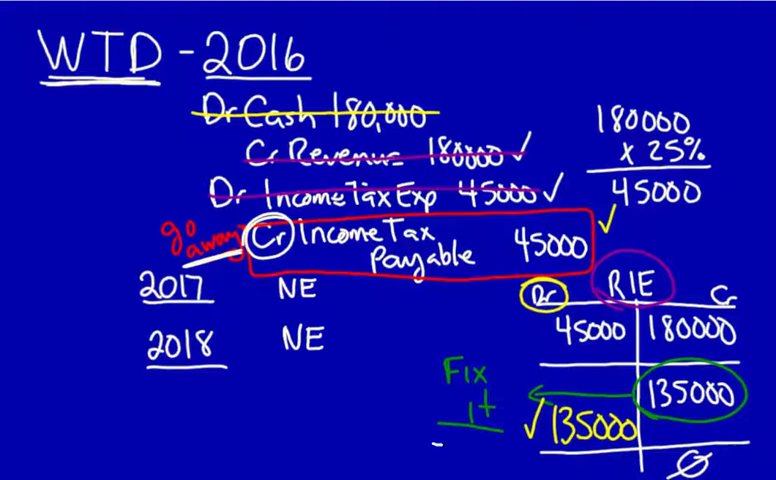 WTD - 2016
Dr Cash 180,000
Cr Revenue 180000 ✓
Dr Income Tax Exp 45000 ✓
go away
Cr Income Tax Payable 45000
✓
2017 NE
2018 NE
180000
x 25%
45000
R/E
Dr Cr
45000 180000
135000
Fix it
✓ 135000
Ø